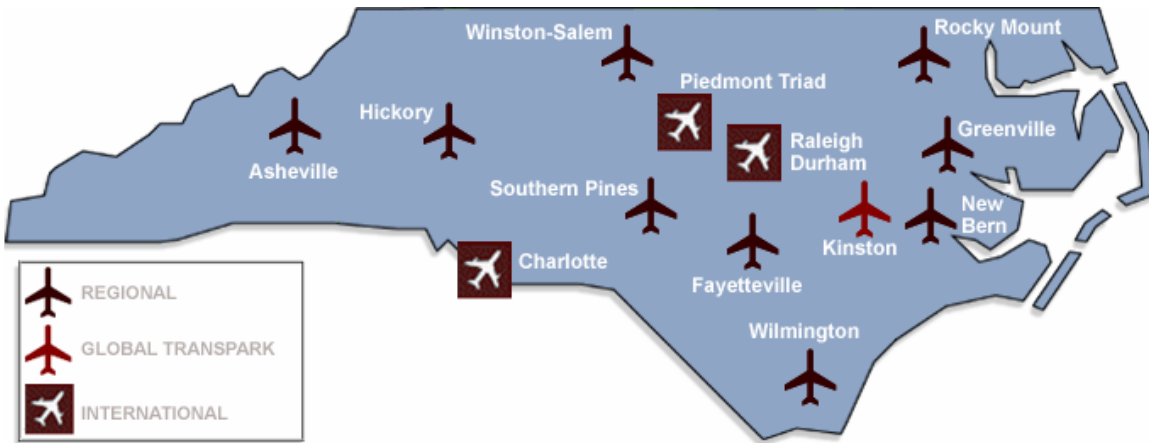 Winston-Salem
Rocky Mount
Piedmont Triad
Hickory
Greenville
Asheville
Raleigh
Durham
Southern Pines
New
Bern
Kinston
Charlotte
Fayetteville
Wilmington
REGIONAL
GLOBAL TRANSPARK
INTERNATIONAL